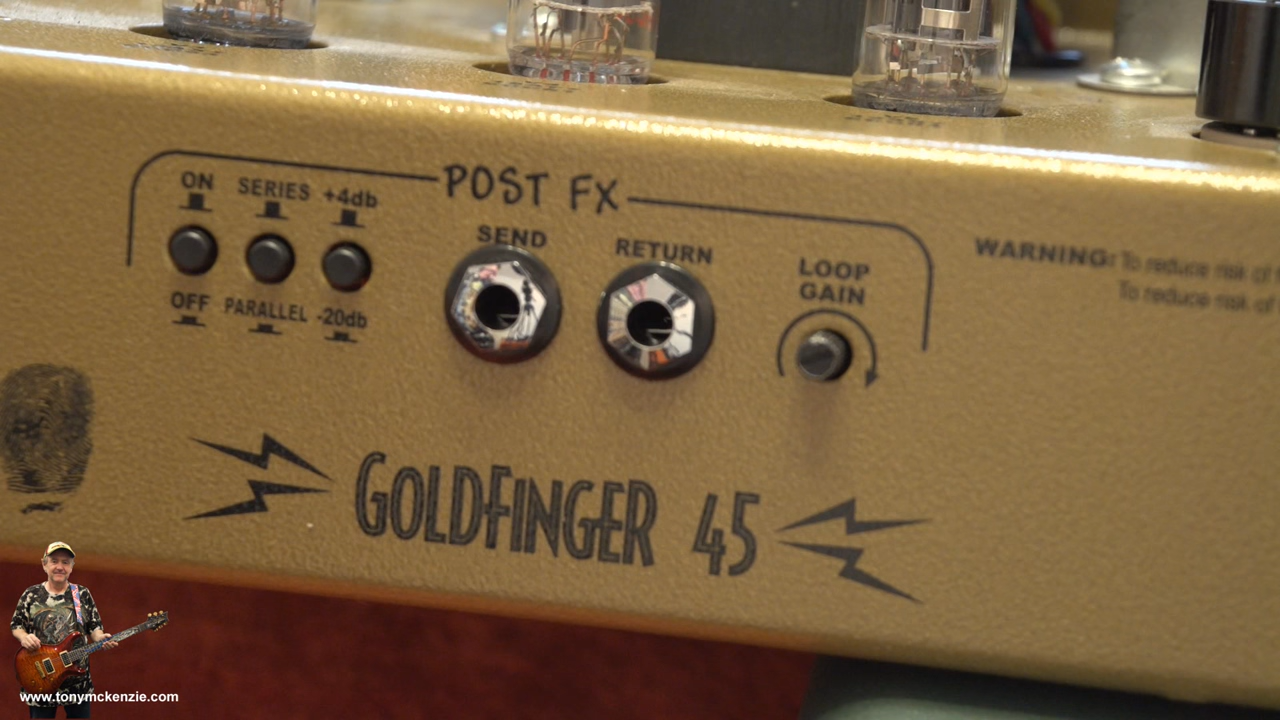 POST FX
ON SERIES +4db
OFF PARALLEL -20db
SEND
RETURN
LOOP
GAIN
WARNING: To reduce risk of
To reduce risk of
GOLDFINGER 45
www.tonymckenzie.com